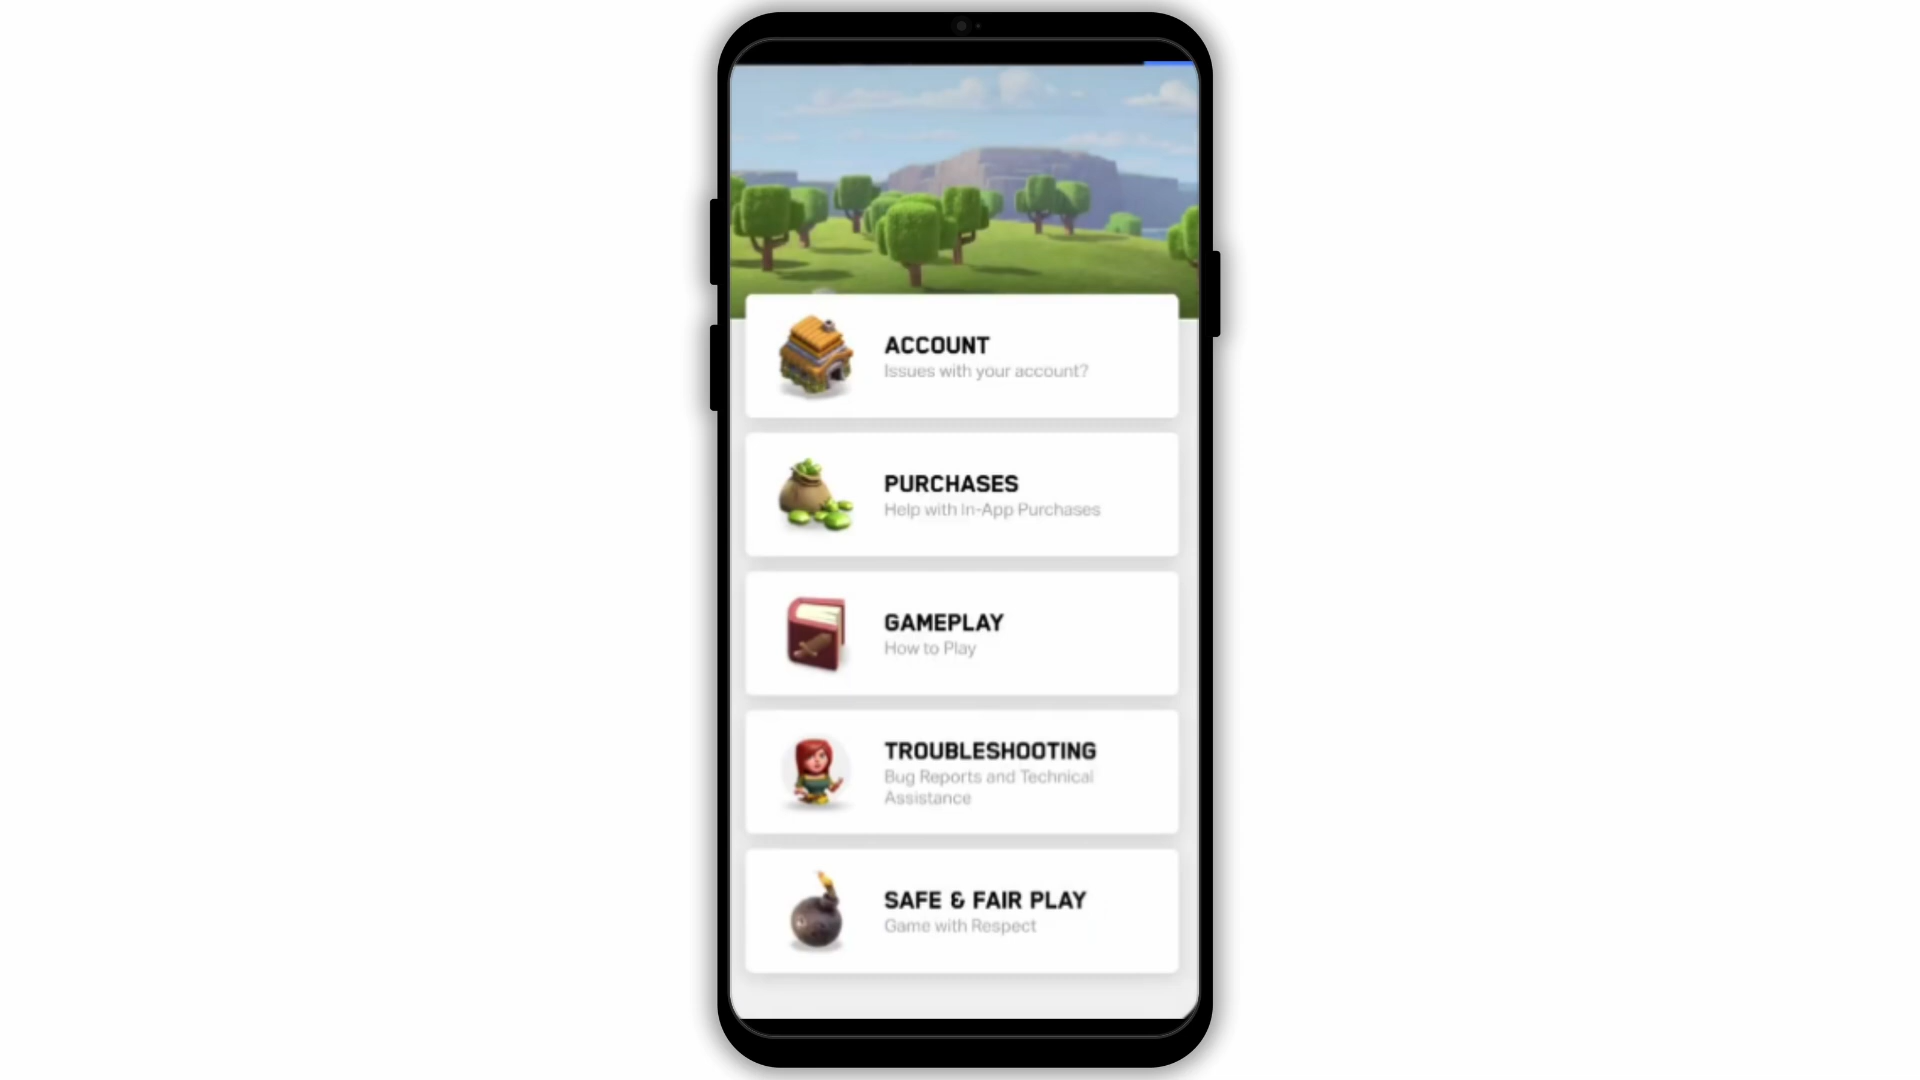 ACCOUNT
Issues with your account?
PURCHASES
Help with In-App Purchases
GAMEPLAY
How to Play
TROUBLESHOOTING
Bug Reports and Technical
Assistance
SAFE & FAIR PLAY
Game with Respect